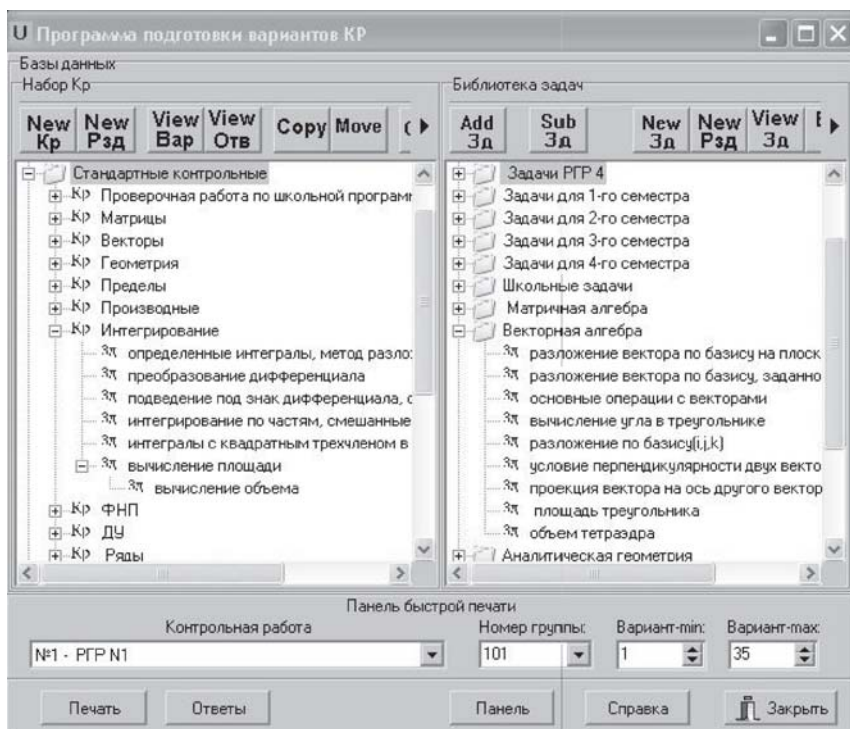 U Программа подготовки вариантов КР
Базы данных
Набор Кр
New Кр New Рзд View Вар View Отв Copy Move
Стандартные контрольные
Кр Проверочная работа по школьной програм
Кр Матрицы
Кр Векторы
Кр Геометрия
Кр Пределы
Кр Производные
Кр Интегрирование
Зд определенные интегралы, метод разло
Зд преобразование дифференциала
Зд подведение под знак дифференциала, с
Зд интегрирование по частям, смешанные
Зд интегралы с квадратным трехчленом в
Зд вычисление площади
Зд вычисление объема
Кр ФНП
Кр ДУ
Кр Ряды
Библиотека задач
Add Зд Sub Зд New Зд New Рзд View Зд
Задачи РГР 4
Задачи для 1-го семестра
Задачи для 2-го семестра
Задачи для 3-го семестра
Задачи для 4-го семестра
Школьные задачи
Матричная алгебра
Векторная алгебра
Зд разложение вектора по базису на плоск
Зд разложение вектора по базису, заданно
Зд основные операции с векторами
Зд вычисление угла в треугольнике
Зд разложение по базису(i,j,k)
Зд условие перпендикулярности двух векто
Зд проекция вектора на ось другого вектор
Зд площадь треугольника
Зд объем тетраэдра
Аналитическая геометрия
Панель быстрой печати
Контрольная работа Номер группы: Вариант-min: Вариант-max:
№1 - РГР N1 101 1 35
Печать Ответы Панель Справка Закрыть